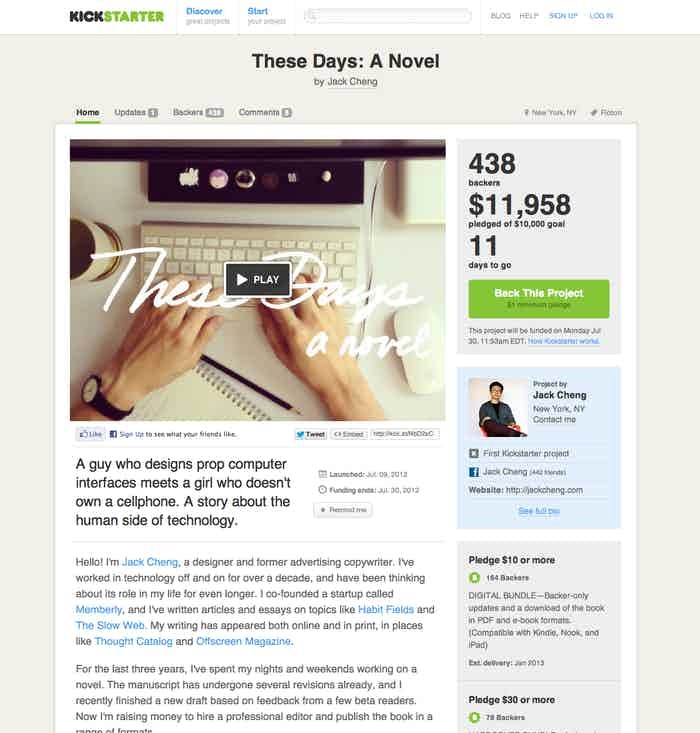 KICKSTARTER
Discover
great projects
Start
your project
BLOG HELP SIGN UP LOG IN
These Days: A Novel
by Jack Cheng
Home Updates 1 Backers 438 Comments 5
New York, NY Fiction
These Days
a novel
PLAY
438
backers
$11,958
pledged of $10,000 goal
11
days to go
Back This Project
$1 minimum pledge
This project will be funded on Monday Jul
30, 11:53am EDT. How Kickstarter works.
Like Sign Up to see what your friends like.
Tweet Embed
A guy who designs prop computer
interfaces meets a girl who doesn't
own a cellphone. A story about the
human side of technology.
Launched: Jul. 09, 2012
Funding ends: Jul. 30, 2012
Remind me
Project by
Jack Cheng
New York, NY
Contact me
First Kickstarter project
Jack Cheng (442 friends)
Website: http://jackcheng.com
See full bio
Hello! I'm Jack Cheng, a designer and former advertising copywriter. I've
worked in technology off and on for over a decade, and have been thinking
about its role in my life for even longer. I co-founded a startup called
Memberly, and I've written articles and essays on topics like Habit Fields and
The Slow Web. My writing has appeared both online and in print, in places
like Thought Catalog and Offscreen Magazine.
For the last three years, I've spent my nights and weekends working on a
novel. The manuscript has undergone several revisions already, and I
recently finished a new draft based on feedback from a few beta readers.
Now I'm raising money to hire a professional editor and publish the book in a
range of formats.
Pledge $10 or more
164 Backers
DIGITAL BUNDLE—Backer-only
updates and a download of the book
in PDF and e-book formats.
(Compatible with Kindle, Nook, and
iPad)
Est. delivery: Jan 2013
Pledge $30 or more
78 Backers